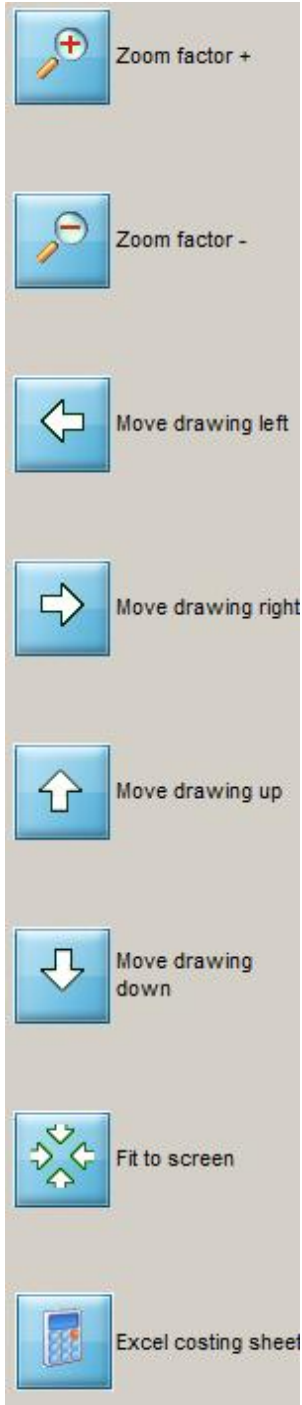 Zoom factor +
Zoom factor -
Move drawing left
Move drawing right
Move drawing up
Move drawing
down
Fit to screen
Excel costing sheet